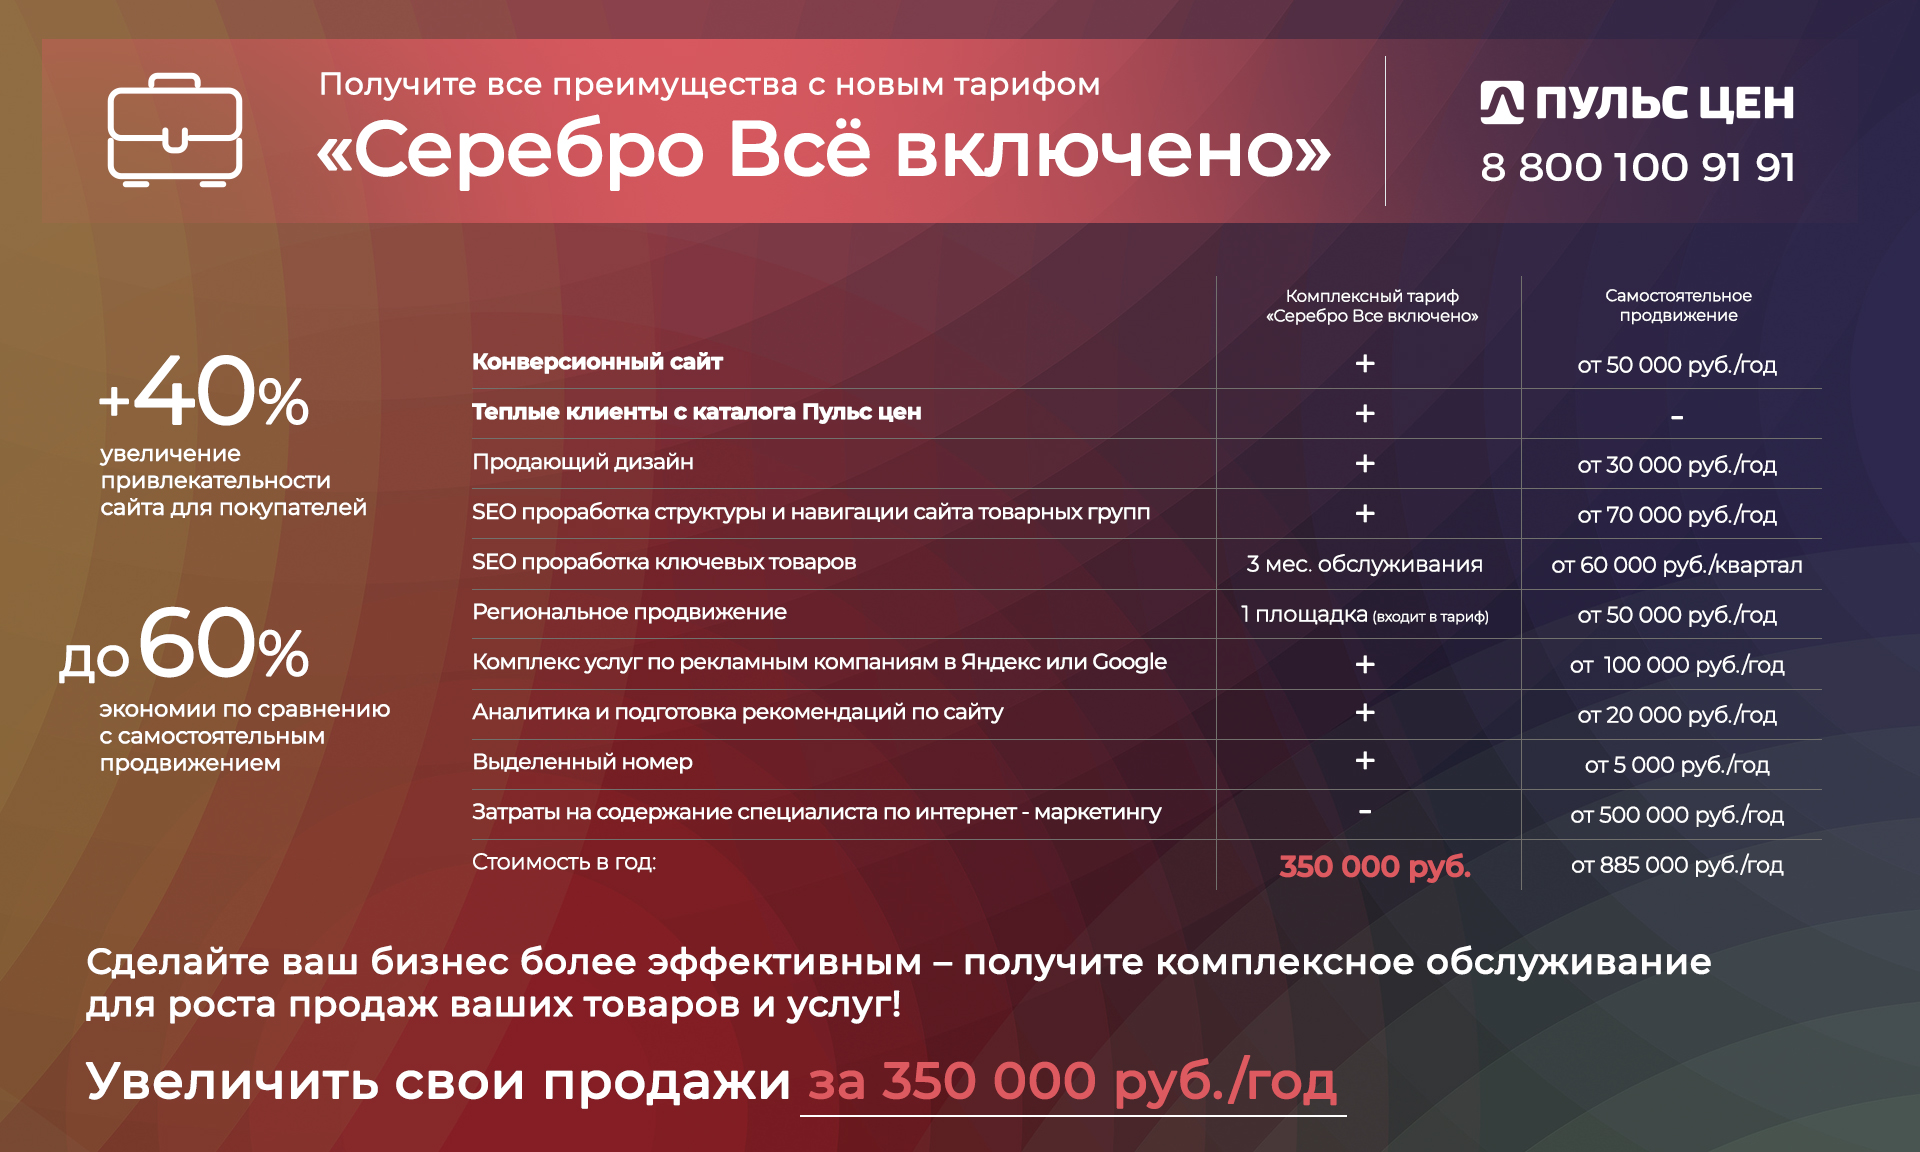 Получите все преимущества с новым тарифом
«Серебро Всё включено»
ПУЛЬС ЦЕН
8 800 100 91 91
+40%
увеличение
привлекательности
сайта для покупателей
до 60%
экономии по сравнению
с самостоятельным
продвижением
Комплексный тариф
«Серебро Все включено»
Самостоятельное
продвижение
Конверсионный сайт + от 50 000 руб./год
Теплые клиенты с каталога Пульс цен + -
Продающий дизайн + от 30 000 руб./год
SEO проработка структуры и навигации сайта товарных групп + от 70 000 руб./год
SEO проработка ключевых товаров 3 мес. обслуживания от 60 000 руб./квартал
Региональное продвижение 1 площадка (входит в тариф) от 50 000 руб./год
Комплекс услуг по рекламным компаниям в Яндекс или Google + от 100 000 руб./год
Аналитика и подготовка рекомендаций по сайту + от 20 000 руб./год
Выделенный номер + от 5 000 руб./год
Затраты на содержание специалиста по интернет - маркетингу - от 500 000 руб./год
Стоимость в год: 350 000 руб. от 885 000 руб./год
Сделайте ваш бизнес более эффективным – получите комплексное обслуживание
для роста продаж ваших товаров и услуг!
Увеличить свои продажи за 350 000 руб./год